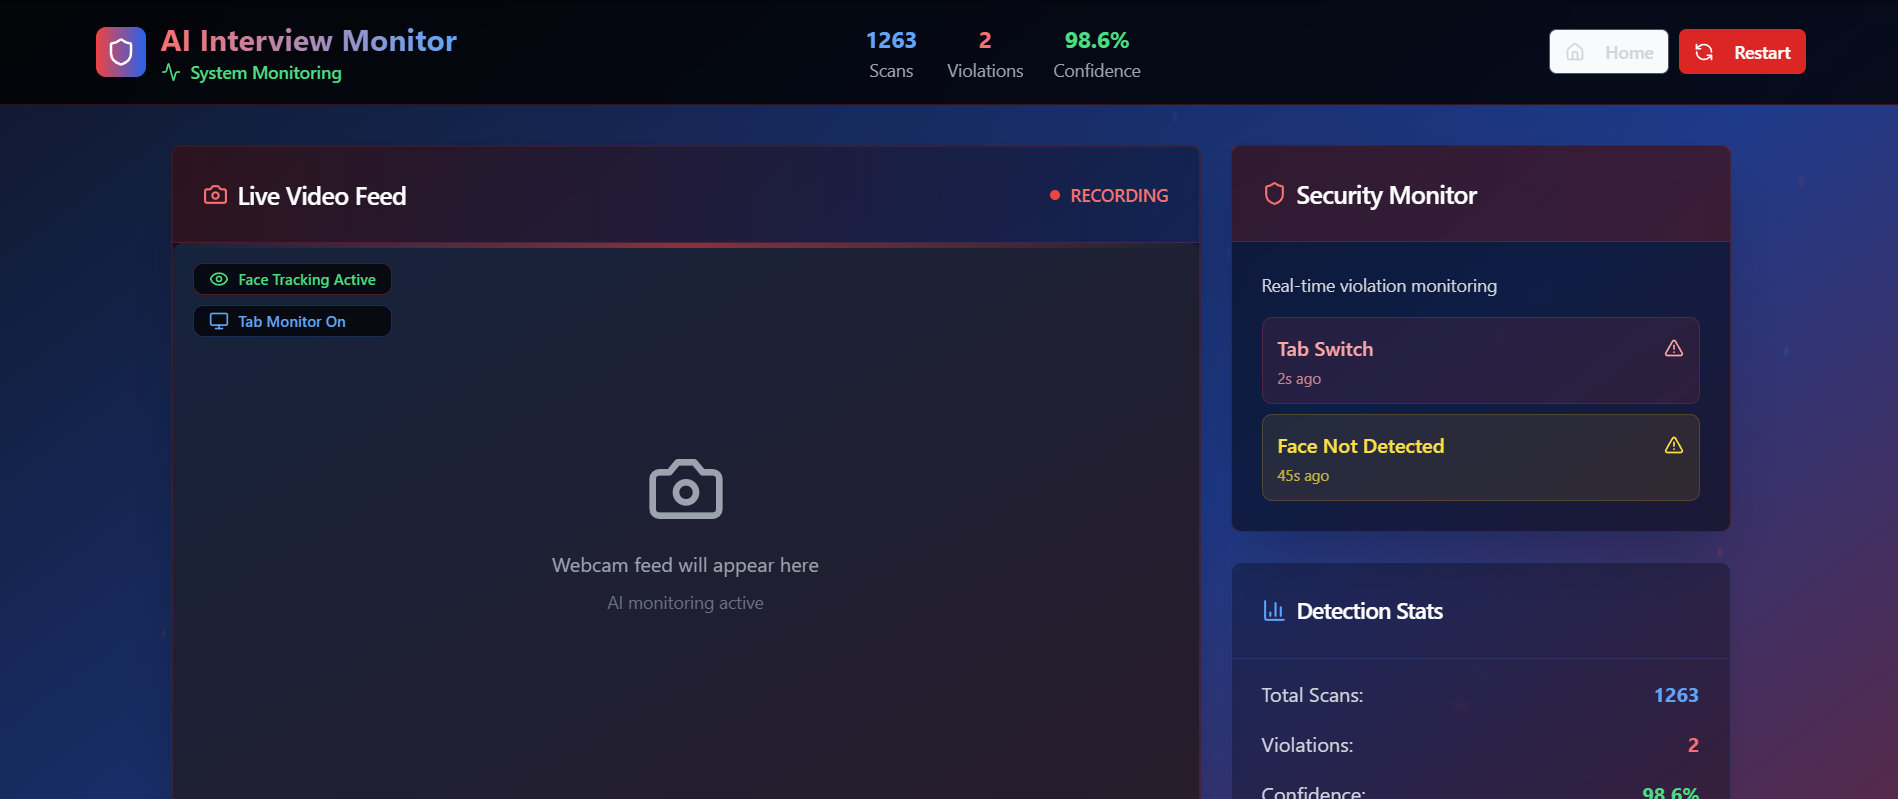 AI Interview Monitor
System Monitoring
1263
Scans
2
Violations
98.6%
Confidence
Home
Restart
Live Video Feed
RECORDING
Face Tracking Active
Tab Monitor On
Webcam feed will appear here
AI monitoring active
Security Monitor
Real-time violation monitoring
Tab Switch
2s ago
Face Not Detected
45s ago
Detection Stats
Total Scans: 1263
Violations: 2
Confidence: 98.6%